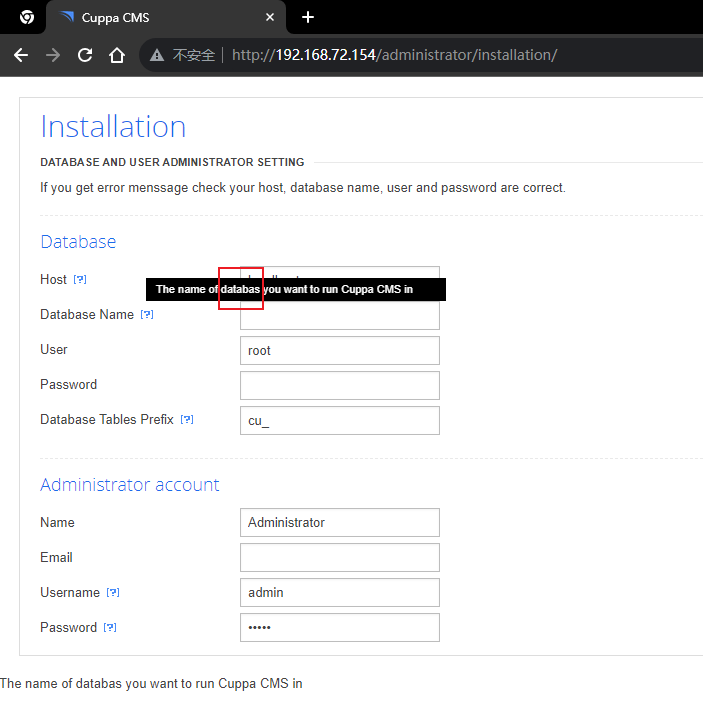 Cuppa CMS
不安全 http://192.168.72.154/administrator/installation/
Installation
DATABASE AND USER ADMINISTRATOR SETTING
If you get error menssage check your host, database name, user and password are correct.
Database
Host [?]
The name of databas you want to run Cuppa CMS in
Database Name [?]
User root
Password
Database Tables Prefix [?] cu_
Administrator account
Name Administrator
Email
Username [?] admin
Password [?] •••••
The name of databas you want to run Cuppa CMS in